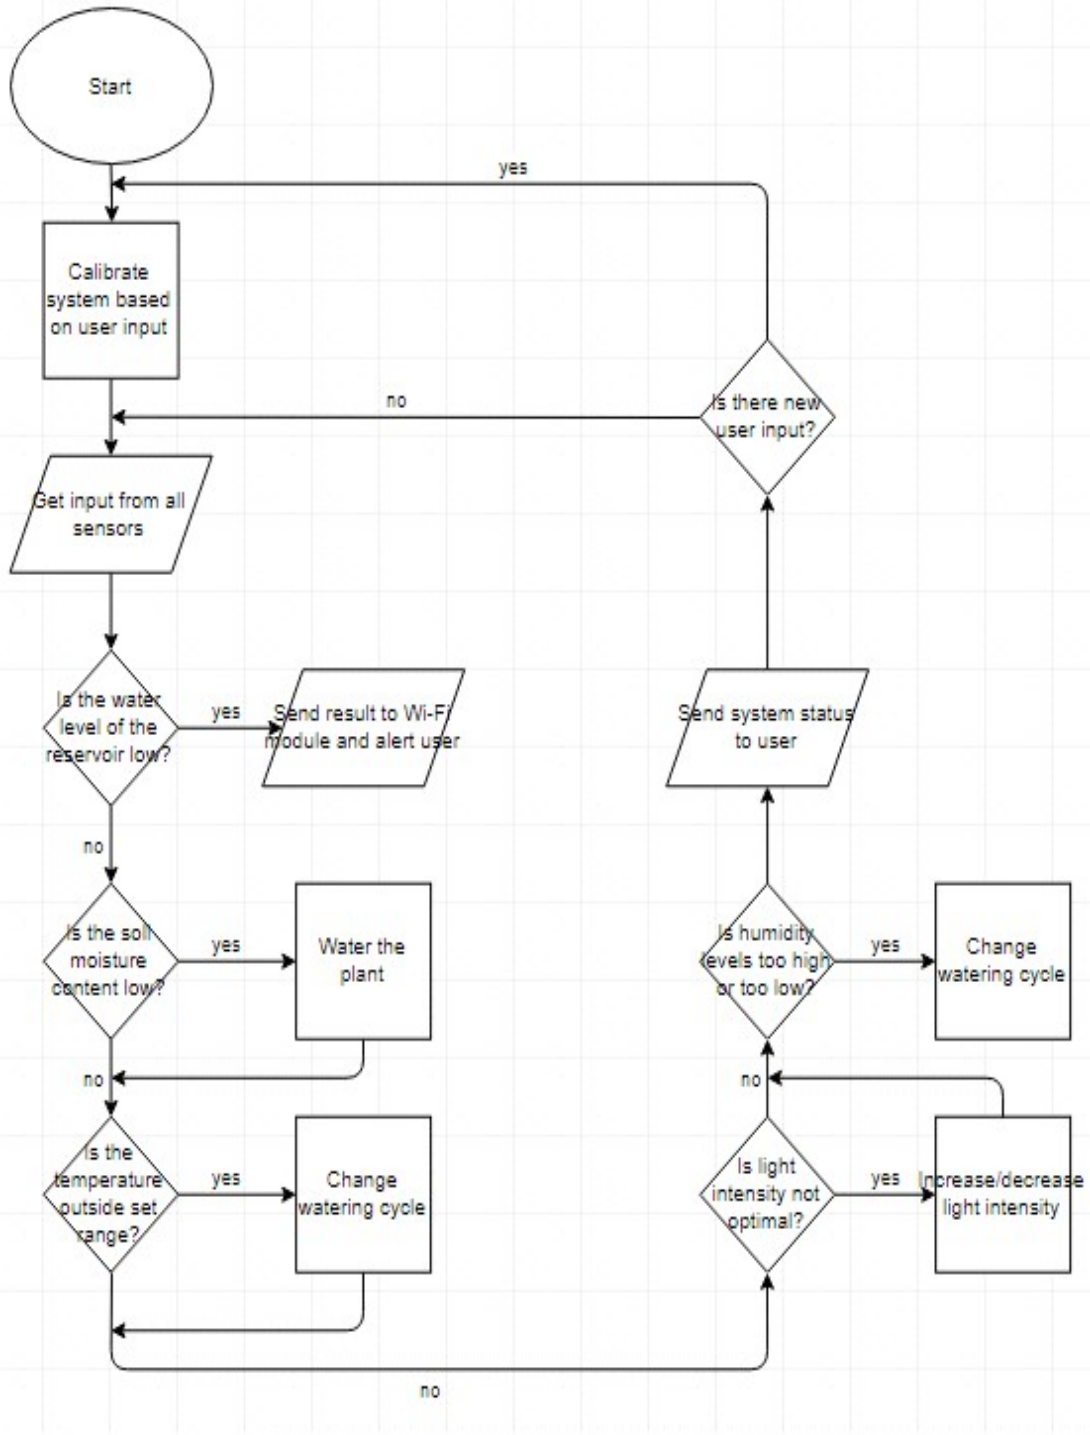 Start
yes
Calibrate
system based
on user input
no
Is there new
user input?
Get input from all
sensors
Is the water
level of the
reservoir low?
yes
Send result to Wi-Fi
module and alert user
Send system status
to user
no
Is the soil
moisture
content low?
yes
Water the
plant
Is humidity
levels too high
or too low?
yes
Change
watering cycle
no
no
Is the
temperature
outside set
range?
yes
Change
watering cycle
Is light
intensity not
optimal?
yes
Increase/decrease
light intensity
no